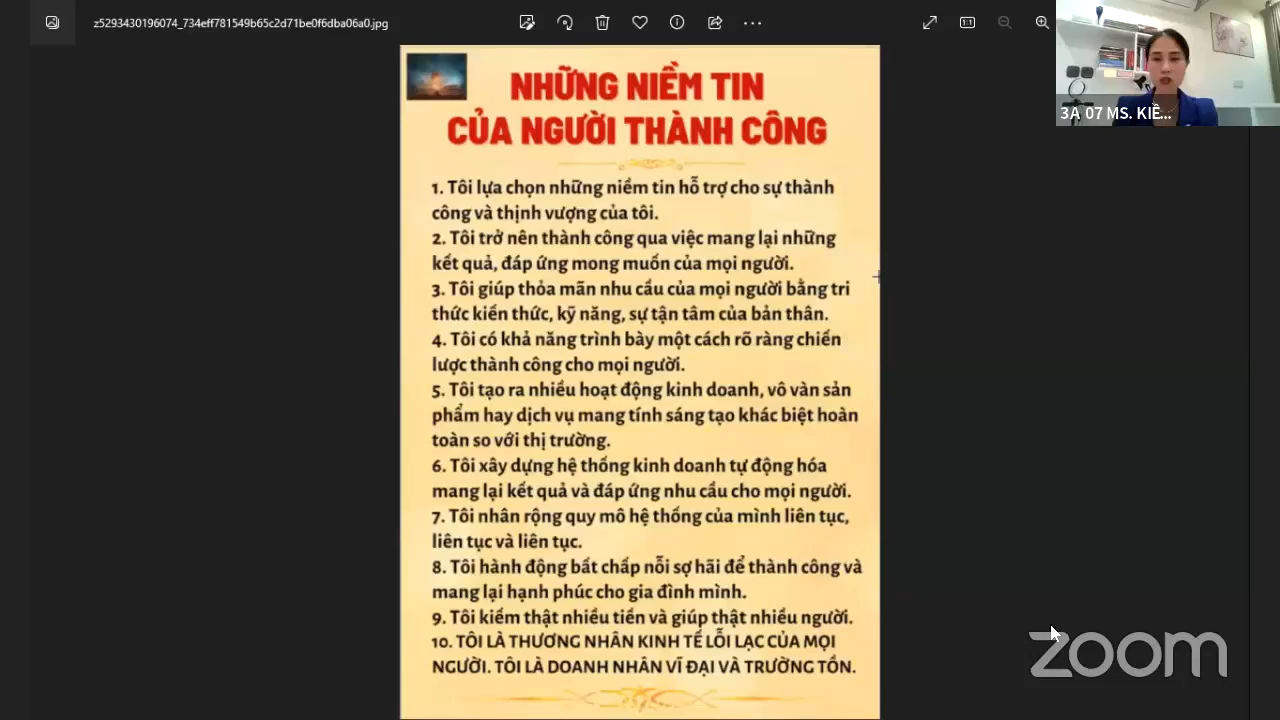 z5293430196074_734eff781549b65c2d71be0f6dba06a0.jpg
3A 07 MS. KIỀ...
NHỮNG NIỀM TIN
CỦA NGƯỜI THÀNH CÔNG
1. Tôi lựa chọn những niềm tin hỗ trợ cho sự thành
công và thịnh vượng của tôi.
2. Tôi trở nên thành công qua việc mang lại những
kết quả, đáp ứng mong muốn của mọi người.
3. Tôi giúp thỏa mãn nhu cầu của mọi người bằng tri
thức kiến thức, kỹ năng, sự tận tâm của bản thân.
4. Tôi có khả năng trình bày một cách rõ ràng chiến
lược thành công cho mọi người.
5. Tôi tạo ra nhiều hoạt động kinh doanh, vô vàn sản
phẩm hay dịch vụ mang tính sáng tạo khác biệt hoàn
toàn so với thị trường.
6. Tôi xây dựng hệ thống kinh doanh tự động hóa
mang lại kết quả và đáp ứng nhu cầu cho mọi người.
7. Tôi nhân rộng quy mô hệ thống của mình liên tục,
liên tục và liên tục.
8. Tôi hành động bất chấp nỗi sợ hãi để thành công và
mang lại hạnh phúc cho gia đình mình.
9. Tôi kiếm thật nhiều tiền và giúp thật nhiều người.
10. TÔI LÀ THƯƠNG NHÂN KINH TẾ LỖI LẠC CỦA MỌI
NGƯỜI. TÔI LÀ DOANH NHÂN VĨ ĐẠI VÀ TRƯỜNG TỒN.
zoom